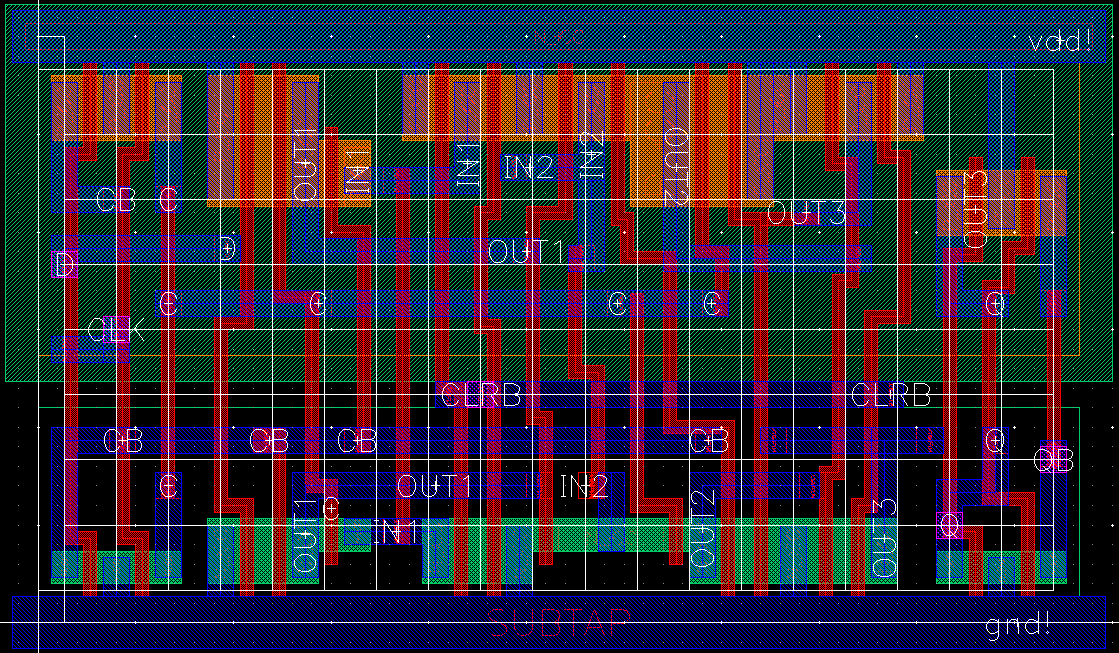 vdd!
OUT1
IN1
IN1
IN2
IN2
OUT2
CB C
OUT3
OUT3
D
OUT1
D
C
C
C
C
Q
CLK
CLRB
CLRB
CB
CB
CB
CB
Q
QB
C
OUT1
IN2
C
OUT1
IN1
OUT2
OUT3
Q
SUBTAP
gnd!